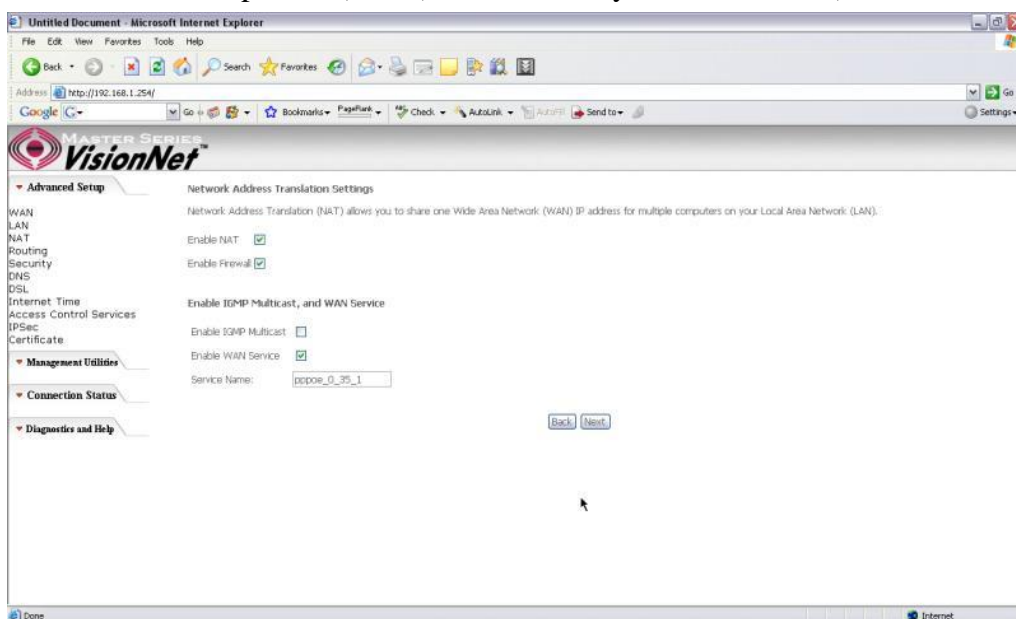 Untitled Document - Microsoft Internet Explorer
File Edit View Favorites Tools Help
Back Search Favorites
Address http://192.168.1.254/ Go
Google G Go Bookmarks PageRank Check AutoLink AutoFill Send to Settings
MASTER SERIES
VisionNet™
Advanced Setup
WAN
LAN
NAT
Routing
Security
DNS
DSL
Internet Time
Access Control Services
IPSec
Certificate
Management Utilities
Connection Status
Diagnostics and Help
Network Address Translation Settings
Network Address Translation (NAT) allows you to share one Wide Area Network (WAN) IP address for multiple computers on your Local Area Network (LAN).
Enable NAT
Enable Firewall
Enable IGMP Multicast, and WAN Service
Enable IGMP Multicast
Enable WAN Service
Service Name: pppoe_0_35_1
Back Next
Done Internet